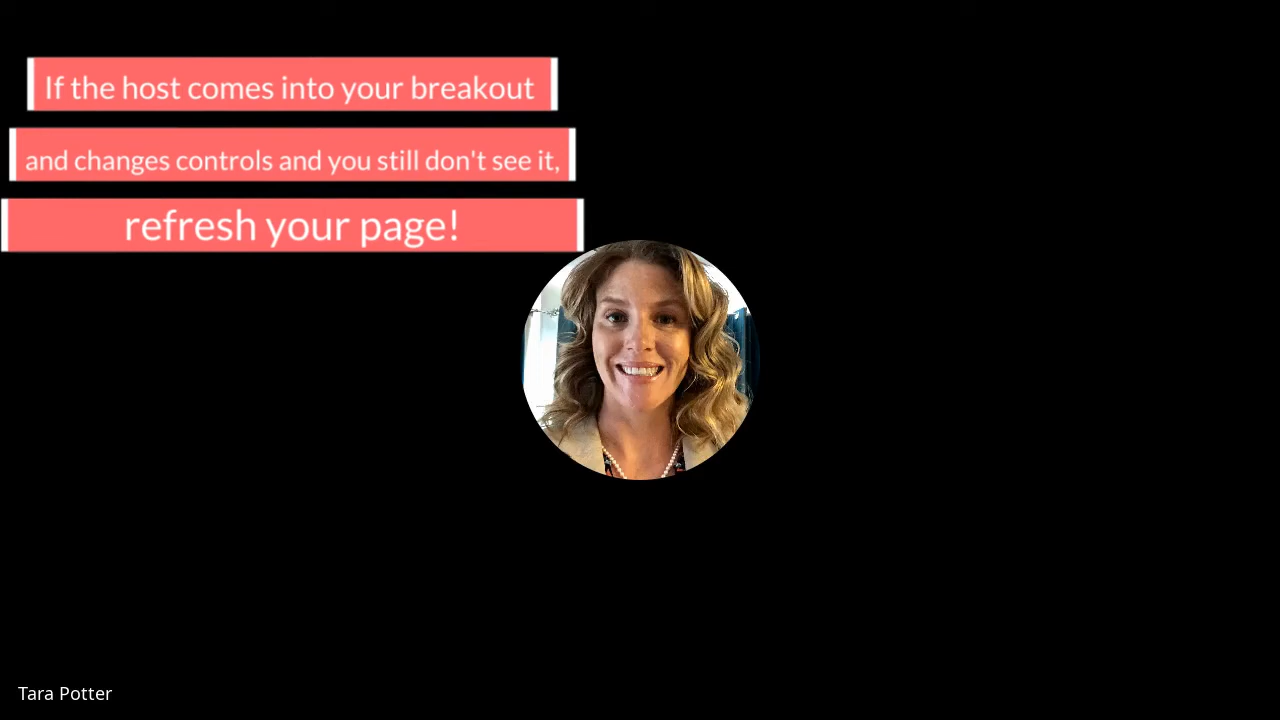 If the host comes into your breakout
and changes controls and you still don't see it,
refresh your page!
Tara Potter